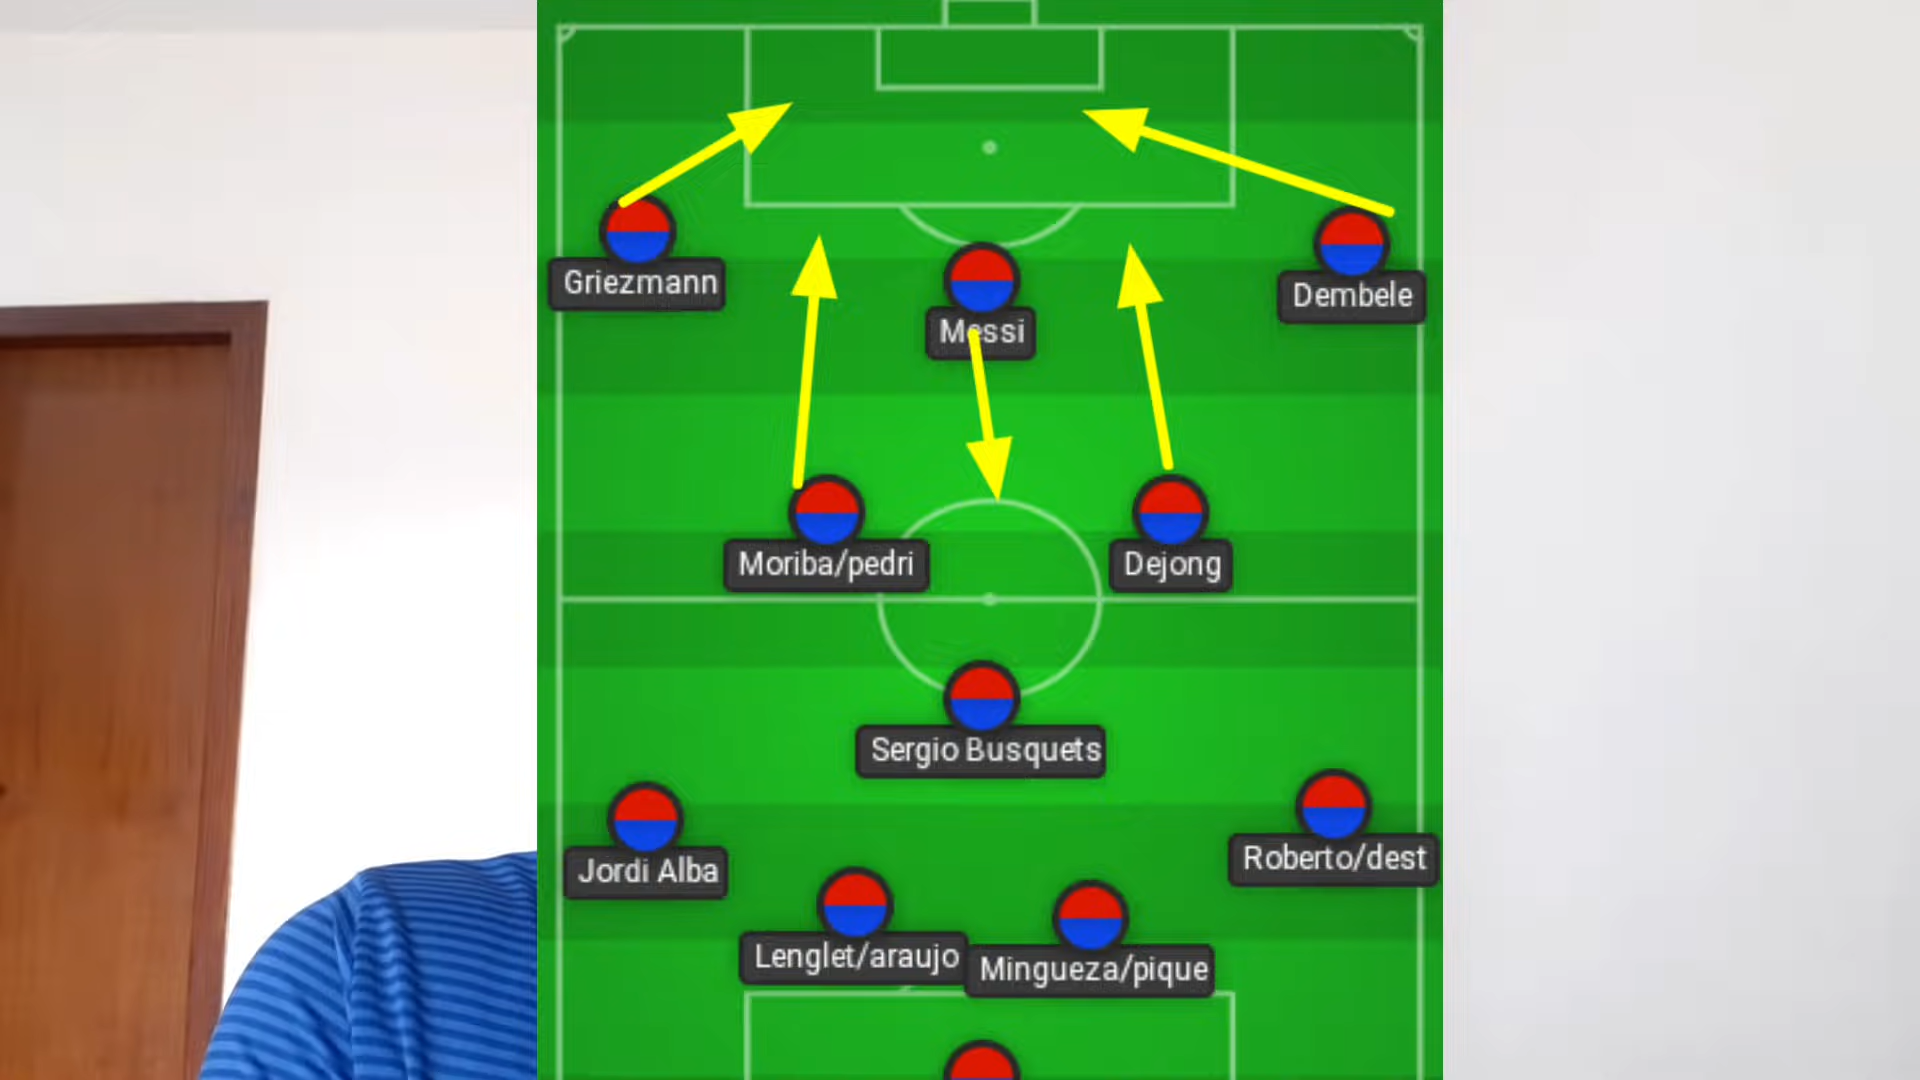 Griezmann
Dembele
Messi
Moriba/pedri
Dejong
Sergio Busquets
Jordi Alba
Roberto/dest
Lenglet/araujo
Mingueza/pique